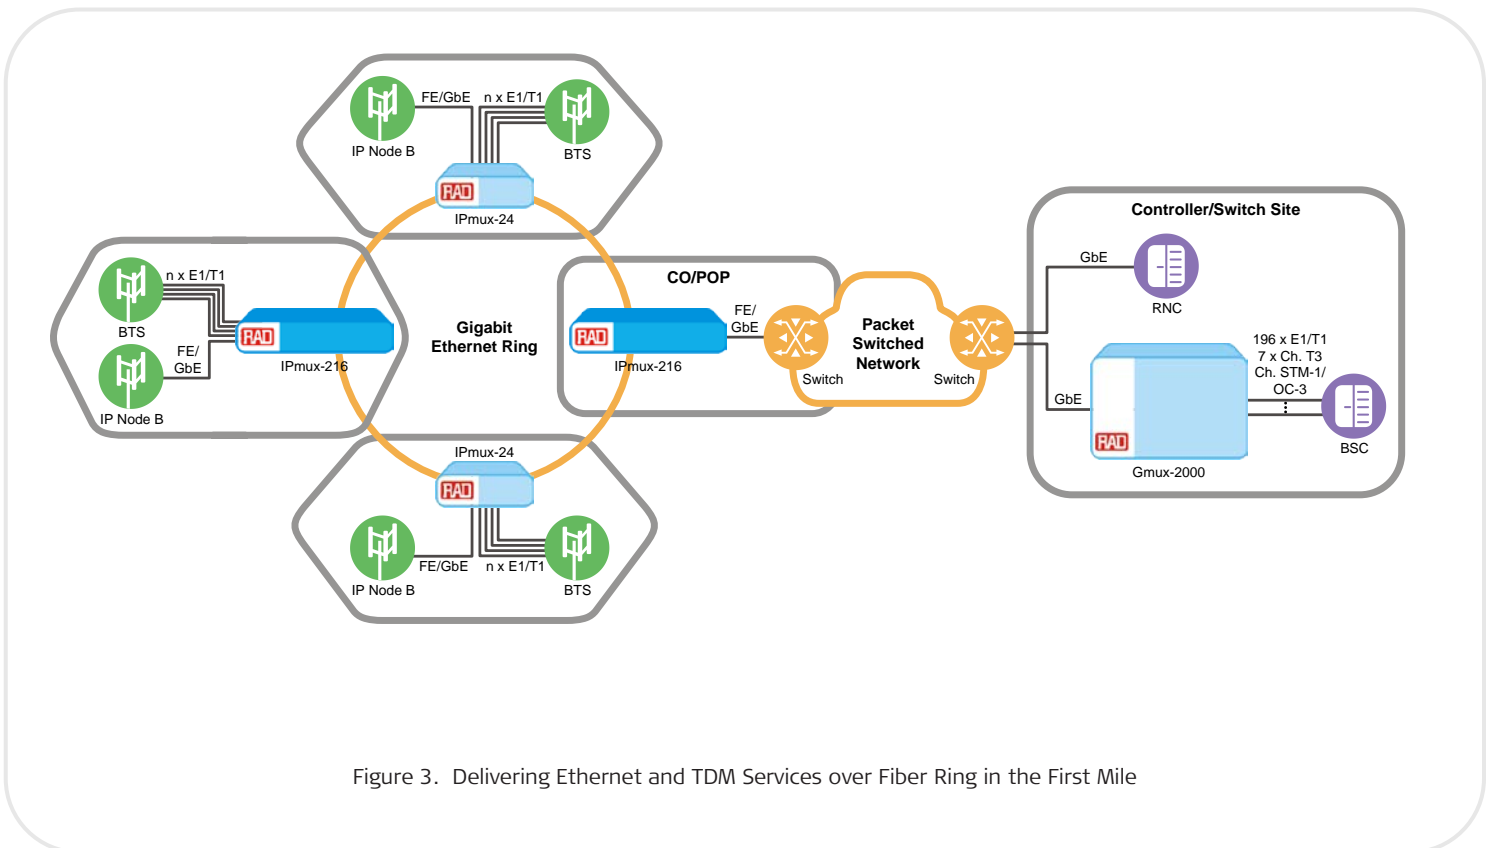 FE/GbE
n x E1/T1
IP Node B
BTS
RAD
IPmux-24
n x E1/T1
BTS
FE/
GbE
IP Node B
RAD
IPmux-216
Gigabit
Ethernet Ring
CO/POP
RAD
IPmux-216
FE/
GbE
Switch
Packet
Switched
Network
Switch
IPmux-24
RAD
IP Node B
FE/GbE
n x E1/T1
BTS
Controller/Switch Site
GbE
RNC
GbE
RAD
Gmux-2000
196 x E1/T1
7 x Ch. T3
Ch. STM-1/
OC-3
BSC
Figure 3. Delivering Ethernet and TDM Services over Fiber Ring in the First Mile